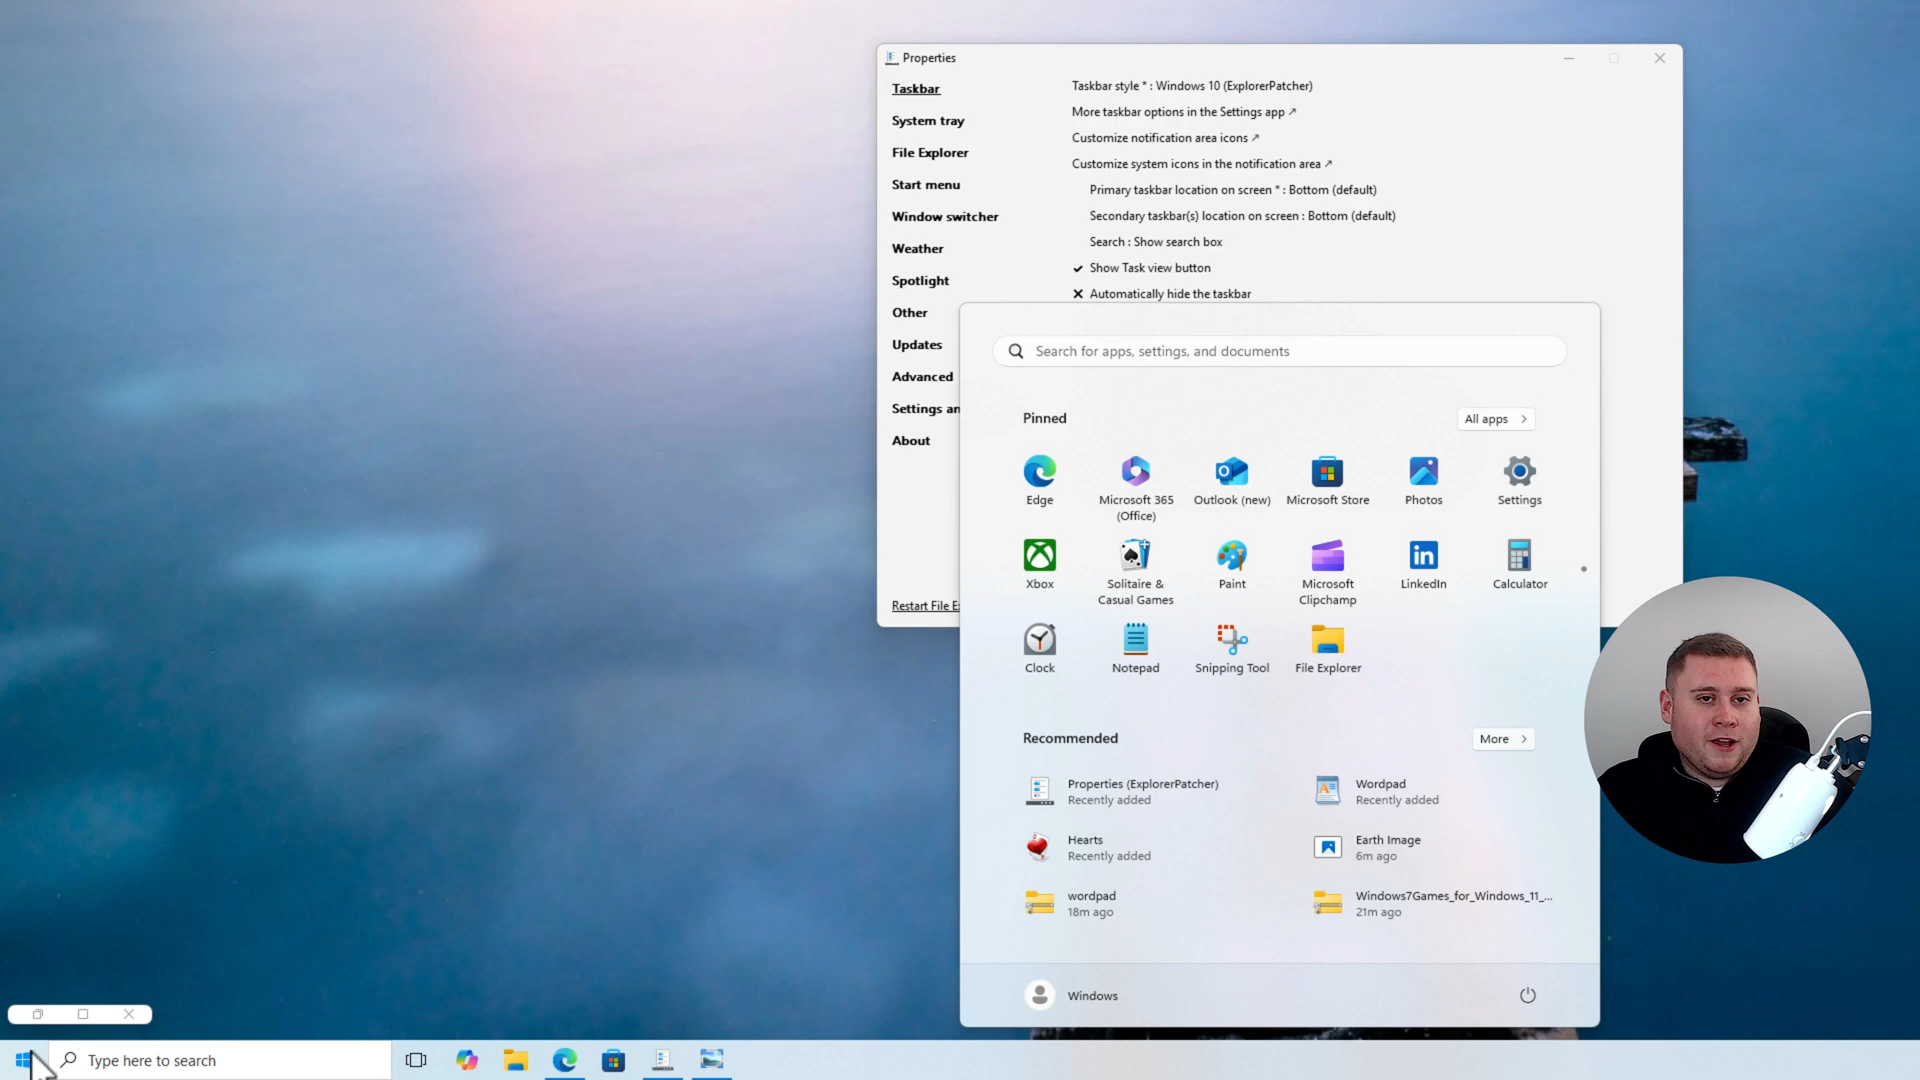 Properties
Taskbar
System tray
File Explorer
Start menu
Window switcher
Weather
Spotlight
Other
Updates
Advanced
Settings an
About
Restart File E
Taskbar style * : Windows 10 (ExplorerPatcher)
More taskbar options in the Settings app
Customize notification area icons
Customize system icons in the notification area
Primary taskbar location on screen * : Bottom (default)
Secondary taskbar(s) location on screen : Bottom (default)
Search : Show search box
Show Task view button
Automatically hide the taskbar
Search for apps, settings, and documents
Pinned
All apps
Edge
Microsoft 365
(Office)
Outlook (new)
Microsoft Store
Photos
Settings
Xbox
Solitaire &
Casual Games
Paint
Microsoft
Clipchamp
LinkedIn
Calculator
Clock
Notepad
Snipping Tool
File Explorer
Recommended
More
Properties (ExplorerPatcher)
Recently added
Wordpad
Recently added
Hearts
Recently added
Earth Image
6m ago
wordpad
18m ago
Windows7Games_for_Windows_11_...
21m ago
Windows
Type here to search